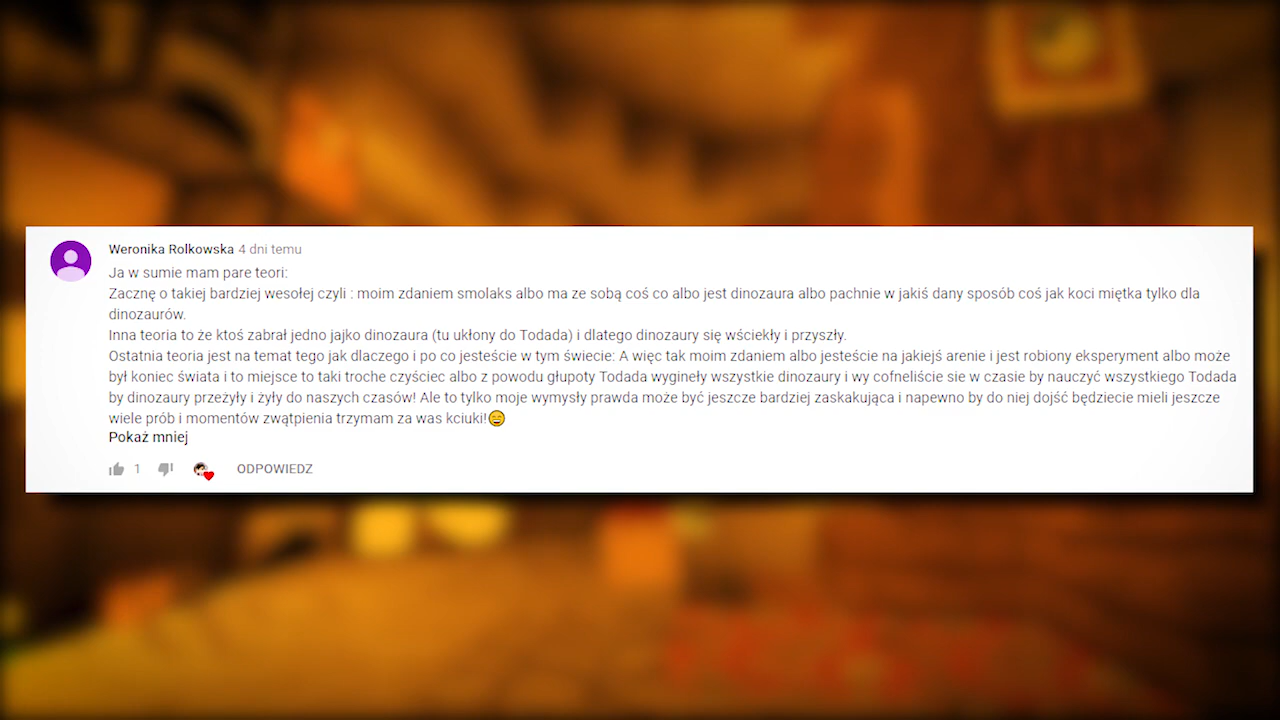 Weronika Rolkowska 4 dni temu
Ja w sumie mam pare teori:
Zacznę o takiej bardziej wesołej czyli : moim zdaniem smolaks albo ma ze sobą coś co albo jest dinozaura albo pachnie w jakiś dany sposób coś jak koci miętka tylko dla
dinozaurów.
Inna teoria to że ktoś zabrał jedno jajko dinozaura (tu ukłony do Todada) i dlatego dinozaury się wściekły i przyszły.
Ostatnia teoria jest na temat tego jak dlaczego i po co jesteście w tym świecie: A więc tak moim zdaniem albo jesteście na jakiejś arenie i jest robiony eksperyment albo może
był koniec świata i to miejsce to taki troche czyściec albo z powodu głupoty Todada wygineły wszystkie dinozaury i wy cofneliście sie w czasie by nauczyć wszystkiego Todada
by dinozaury przeżyły i żyły do naszych czasów! Ale to tylko moje wymysły prawda może być jeszcze bardziej zaskakująca i napewno by do niej dojść będziecie mieli jeszcze
wiele prób i momentów zwątpienia trzymam za was kciuki!😄
Pokaż mniej
1 ODPOWIEDZ